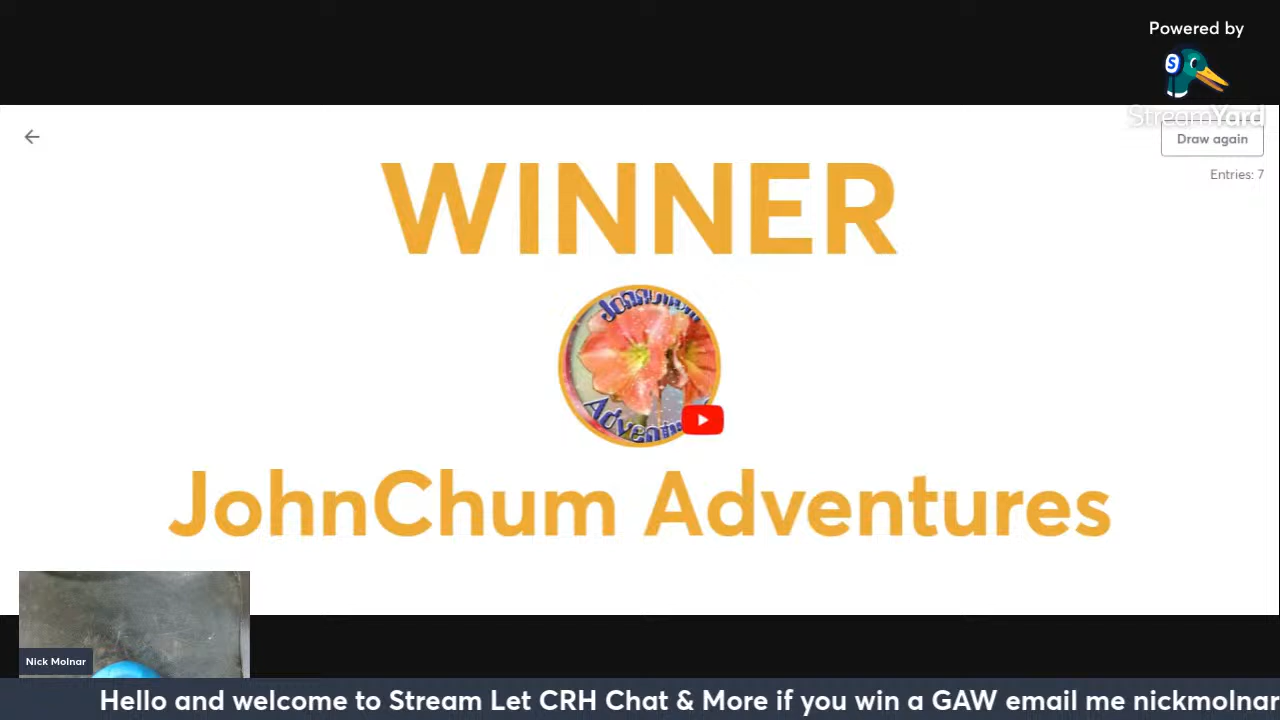 Powered by
S
StreamYard
Draw again
Entries: 7
WINNER
JohnChum Adventures
Nick Molnar
Hello and welcome to Stream Let CRH Chat & More if you win a GAW email me nickmolnar